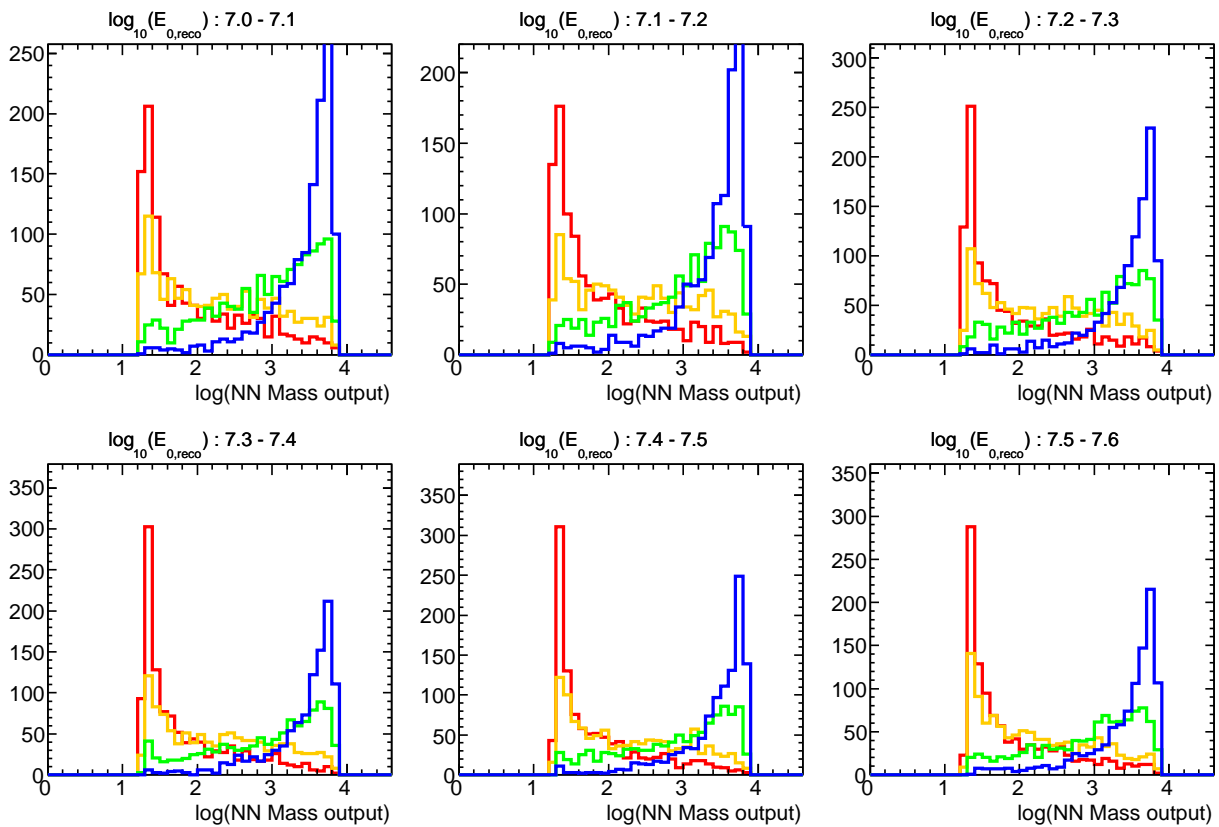 log10(E0,reco) : 7.0 - 7.1
250
200
150
100
50
0
0 1 2 3 4
log(NN Mass output)
log10(E0,reco) : 7.1 - 7.2
200
150
100
50
0
0 1 2 3 4
log(NN Mass output)
log10(E0,reco) : 7.2 - 7.3
300
250
200
150
100
50
0
0 1 2 3 4
log(NN Mass output)
log10(E0,reco) : 7.3 - 7.4
350
300
250
200
150
100
50
0
0 1 2 3 4
log(NN Mass output)
log10(E0,reco) : 7.4 - 7.5
350
300
250
200
150
100
50
0
0 1 2 3 4
log(NN Mass output)
log10(E0,reco) : 7.5 - 7.6
350
300
250
200
150
100
50
0
0 1 2 3 4
log(NN Mass output)